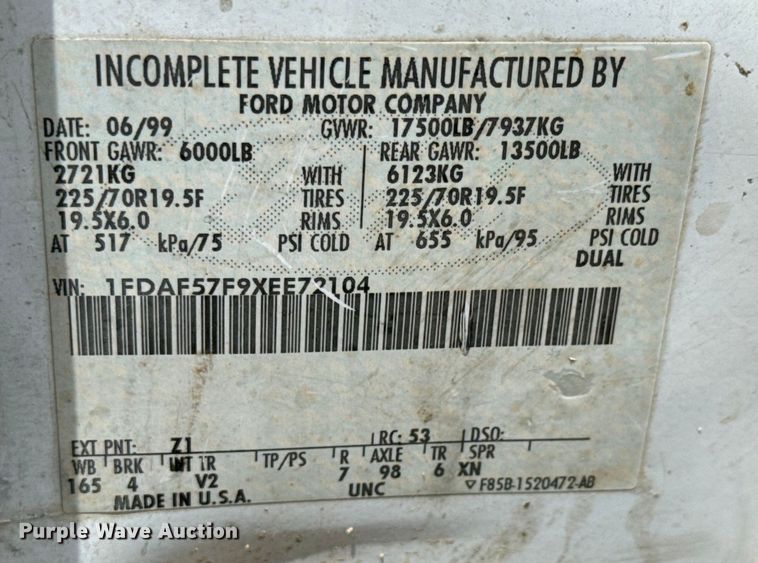 INCOMPLETE VEHICLE MANUFACTURED BY
FORD MOTOR COMPANY
DATE: 06/99 GVWR: 17500LB/7937KG
FRONT GAWR: 6000LB REAR GAWR: 13500LB
2721KG WITH 6123KG WITH
225/70R19.5F TIRES 225/70R19.5F TIRES
19.5X6.0 RIMS 19.5X6.0 RIMS
AT 517 kPa/75 PSI COLD AT 655 kPa/95 PSI COLD
DUAL
VIN: 1FDAF57F9XEE72104
EXT PNT: Z1 RC: 53 DSO:
WB BRK INT TR TP/PS R AXLE TR SPR
165 4 V2 7 98 6 XN
MADE IN U.S.A. UNC ▽ F85B-1520472-AB
Purple Wave Auction